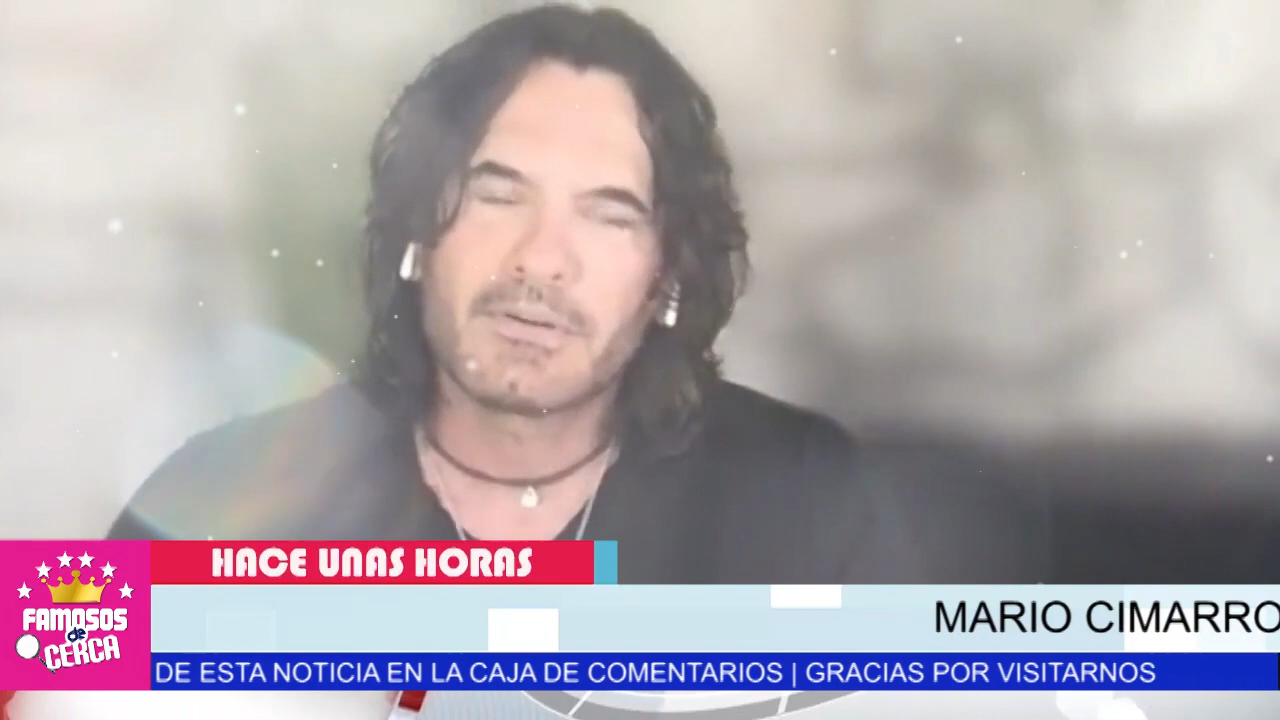 HACE UNAS HORAS
FAMOSOS
de
CERCA
MARIO CIMARRO
DE ESTA NOTICIA EN LA CAJA DE COMENTARIOS | GRACIAS POR VISITARNOS